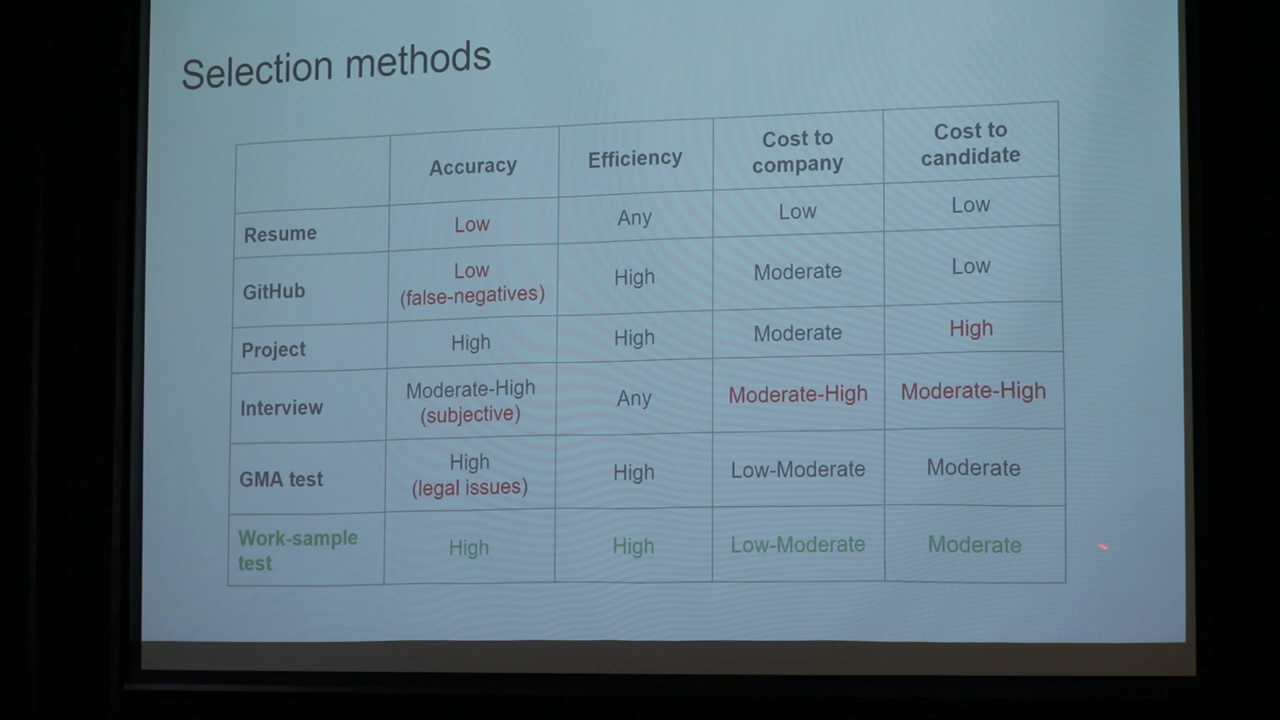 Selection methods
Accuracy
Efficiency
Cost to
company
Cost to
candidate
Resume
Low
Any
Low
Low
GitHub
Low
(false-negatives)
High
Moderate
Low
Project
High
High
Moderate
High
Interview
Moderate-High
(subjective)
Any
Moderate-High
Moderate-High
GMA test
High
(legal issues)
High
Low-Moderate
Moderate
Work-sample
test
High
High
Low-Moderate
Moderate